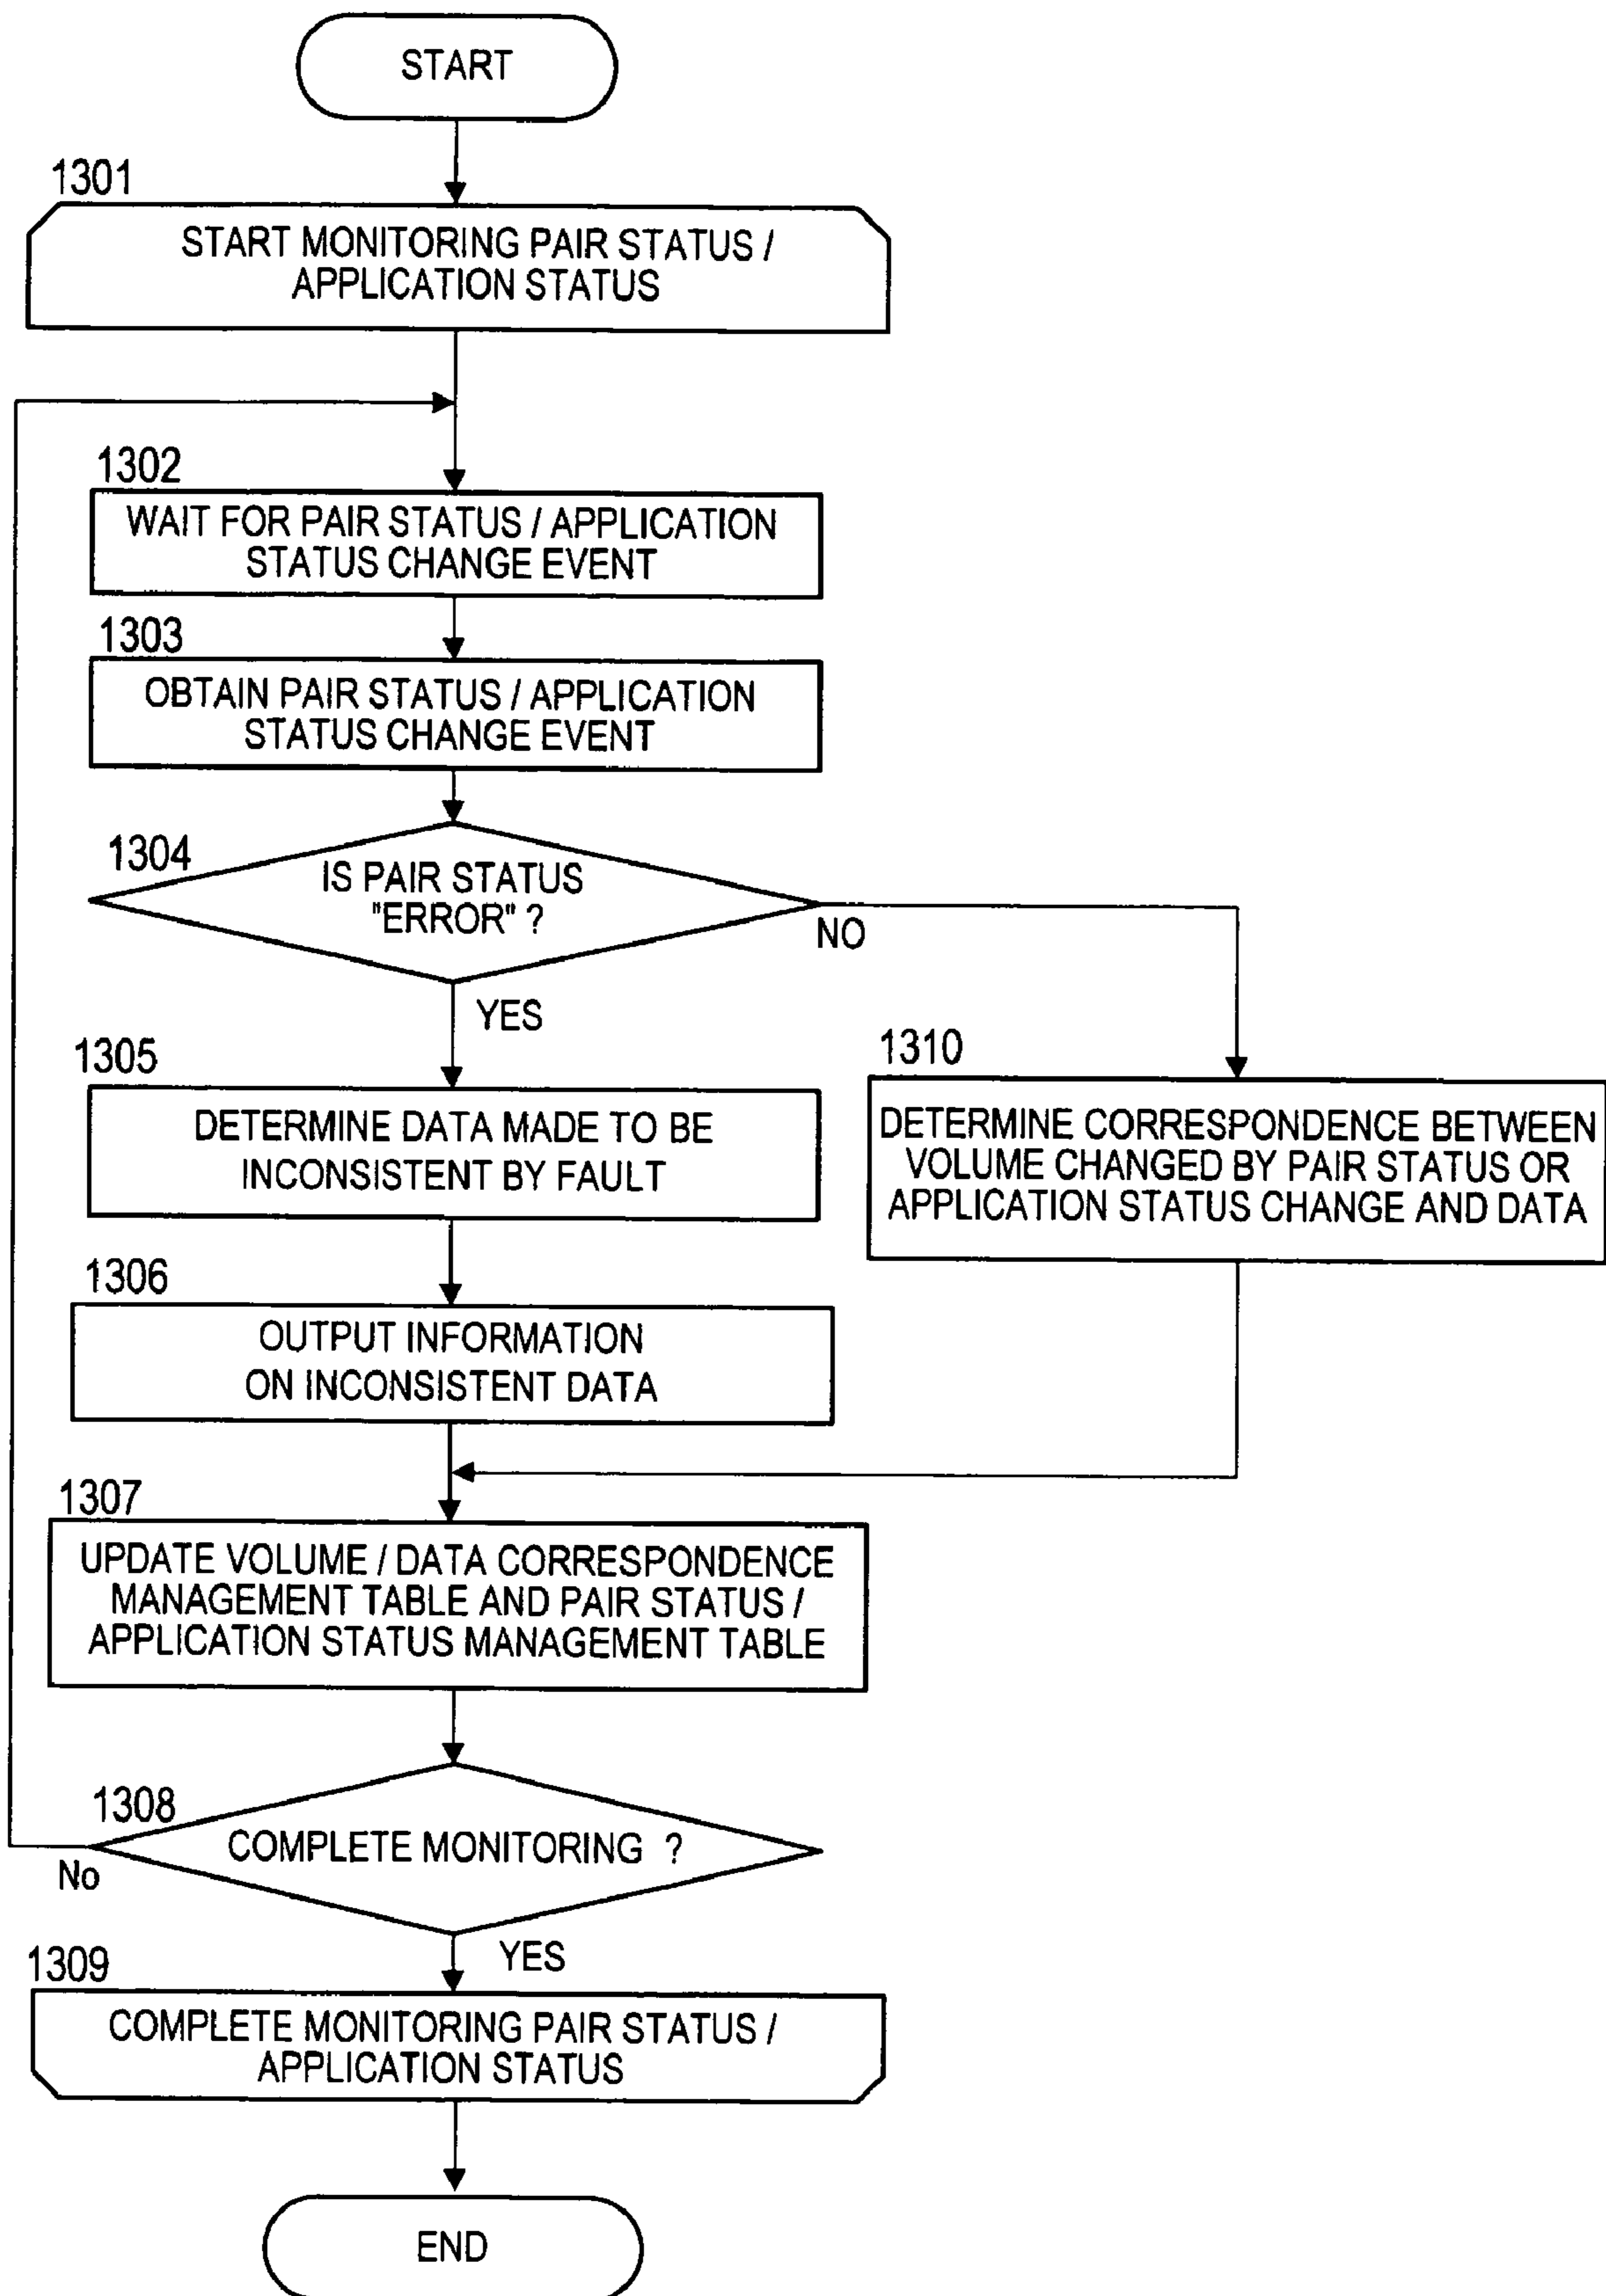 START
1301
START MONITORING PAIR STATUS /
APPLICATION STATUS
1302
WAIT FOR PAIR STATUS / APPLICATION
STATUS CHANGE EVENT
1303
OBTAIN PAIR STATUS / APPLICATION
STATUS CHANGE EVENT
1304
IS PAIR STATUS
"ERROR" ?
NO
YES
1305
DETERMINE DATA MADE TO BE
INCONSISTENT BY FAULT
1310
DETERMINE CORRESPONDENCE BETWEEN
VOLUME CHANGED BY PAIR STATUS OR
APPLICATION STATUS CHANGE AND DATA
1306
OUTPUT INFORMATION
ON INCONSISTENT DATA
1307
UPDATE VOLUME / DATA CORRESPONDENCE
MANAGEMENT TABLE AND PAIR STATUS /
APPLICATION STATUS MANAGEMENT TABLE
1308
COMPLETE MONITORING ?
No
YES
1309
COMPLETE MONITORING PAIR STATUS /
APPLICATION STATUS
END